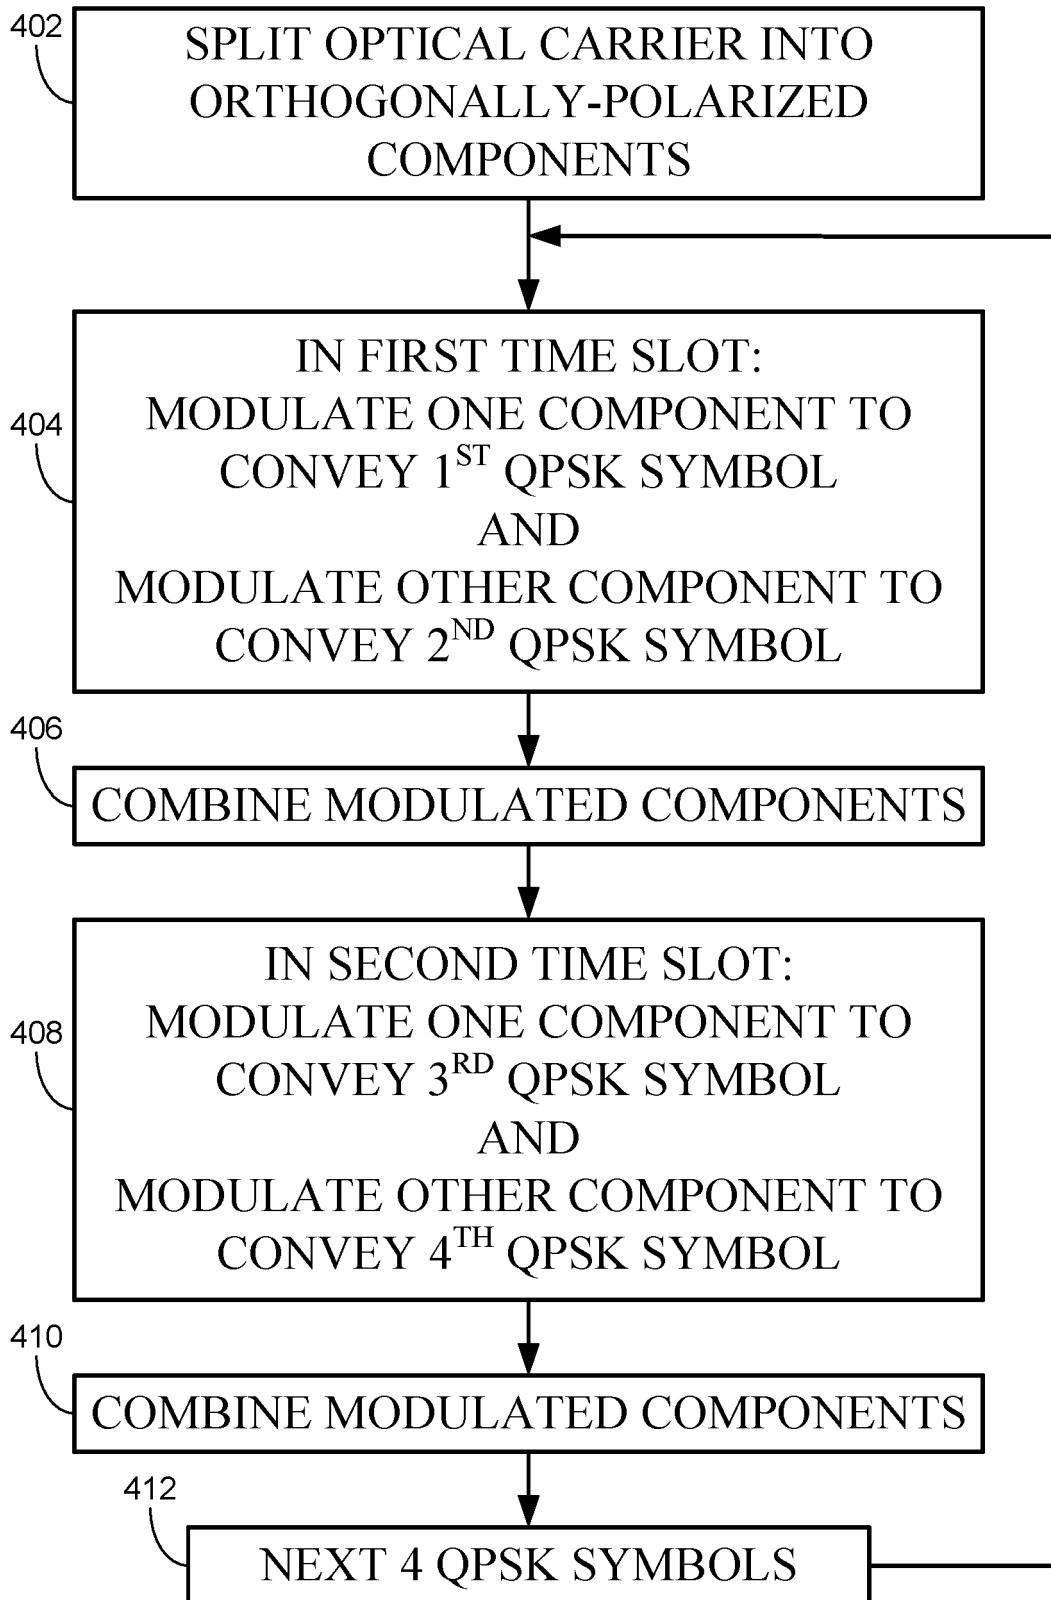 402
SPLIT OPTICAL CARRIER INTO
ORTHOGONALLY-POLARIZED
COMPONENTS
404
IN FIRST TIME SLOT:
MODULATE ONE COMPONENT TO
CONVEY 1ST QPSK SYMBOL
AND
MODULATE OTHER COMPONENT TO
CONVEY 2ND QPSK SYMBOL
406
COMBINE MODULATED COMPONENTS
408
IN SECOND TIME SLOT:
MODULATE ONE COMPONENT TO
CONVEY 3RD QPSK SYMBOL
AND
MODULATE OTHER COMPONENT TO
CONVEY 4TH QPSK SYMBOL
410
COMBINE MODULATED COMPONENTS
412
NEXT 4 QPSK SYMBOLS